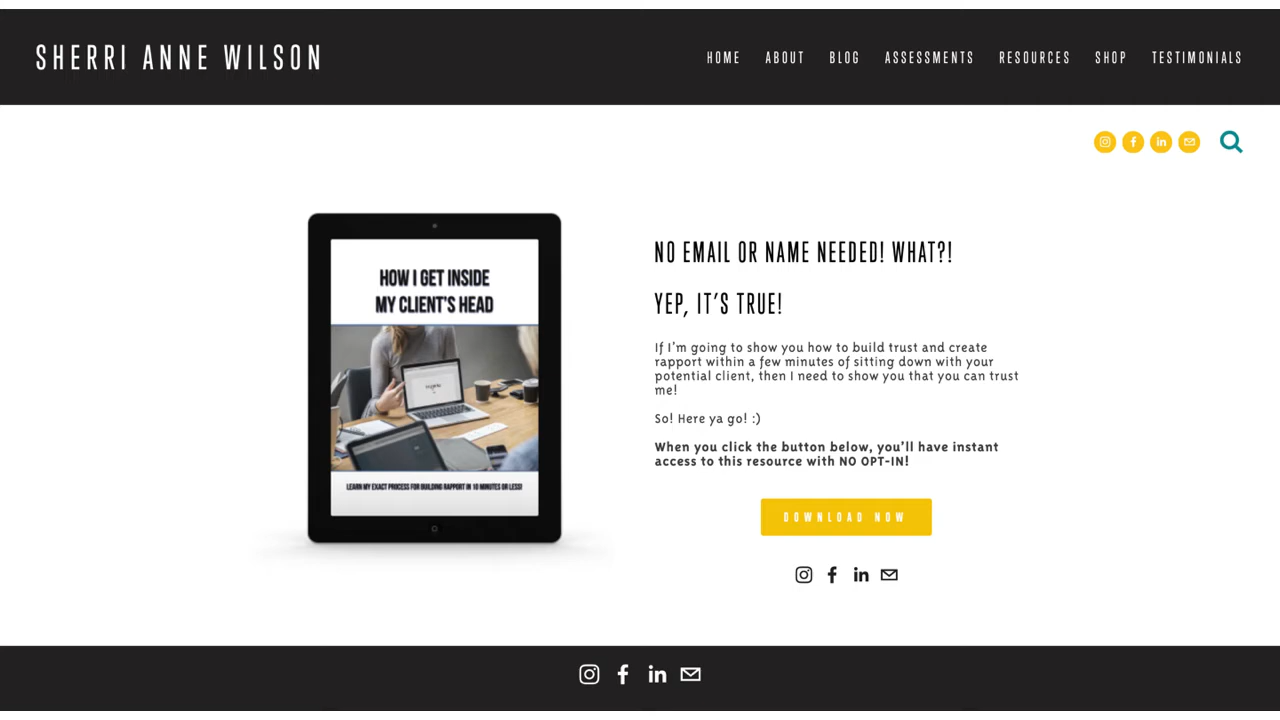 SHERRI ANNE WILSON
HOME ABOUT BLOG ASSESSMENTS RESOURCES SHOP TESTIMONIALS
HOW I GET INSIDE
MY CLIENT'S HEAD
LEARN MY EXACT PROCESS FOR BUILDING RAPPORT IN 10 MINUTES OR LESS!
NO EMAIL OR NAME NEEDED! WHAT?!
YEP, IT'S TRUE!
If I'm going to show you how to build trust and create
rapport within a few minutes of sitting down with your
potential client, then I need to show you that you can trust
me!
So! Here ya go! :)
When you click the button below, you'll have instant
access to this resource with NO OPT-IN!
DOWNLOAD NOW